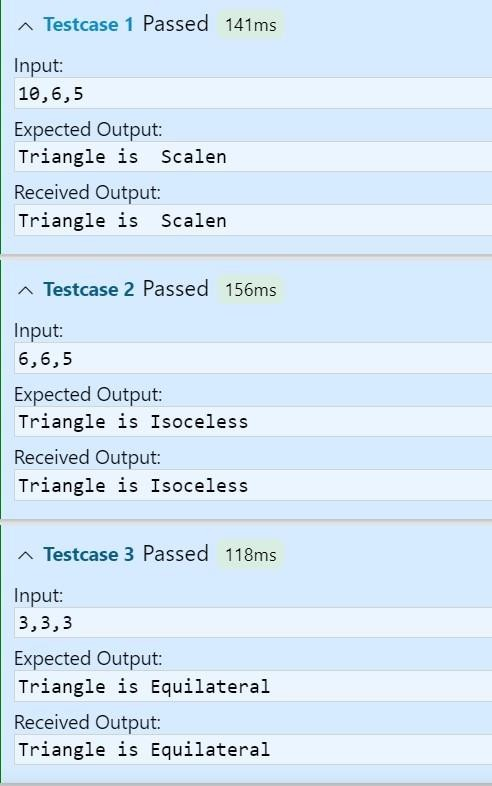 Testcase 1 Passed 141ms
Input:
10,6,5
Expected Output:
Triangle is  Scalen
Received Output:
Triangle is  Scalen
Testcase 2 Passed 156ms
Input:
6,6,5
Expected Output:
Triangle is Isoceless
Received Output:
Triangle is Isoceless
Testcase 3 Passed 118ms
Input:
3,3,3
Expected Output:
Triangle is Equilateral
Received Output:
Triangle is Equilateral